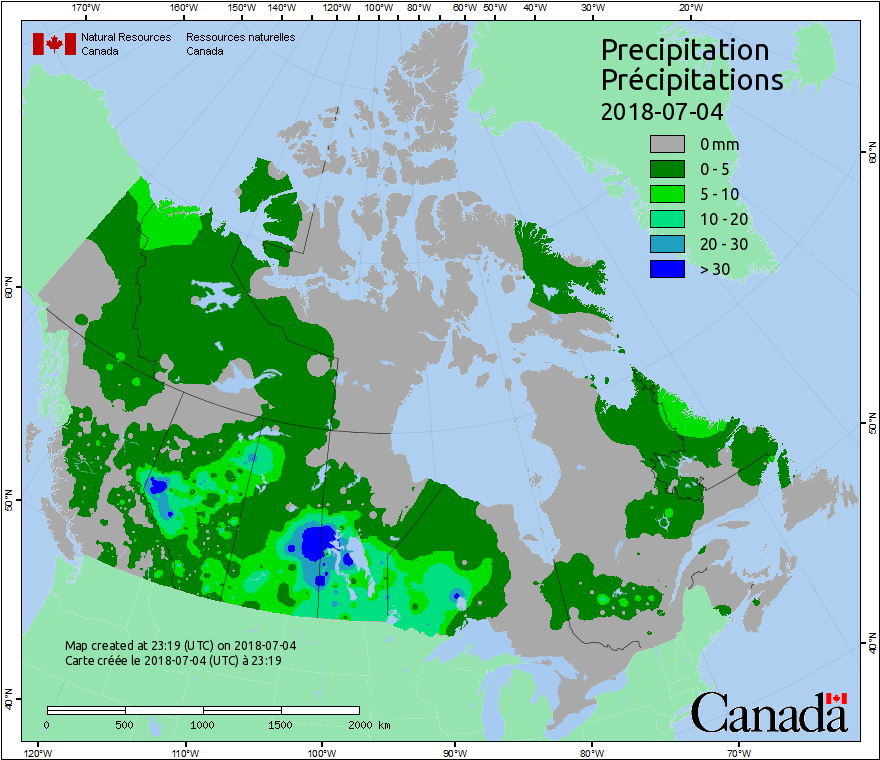 170°W 160°W 150°W 140°W 120°W 100°W 80°W 60°W 50°W 40°W 30°W 20°W
Natural Resources Canada
Ressources naturelles Canada
Precipitation
Précipitations
2018-07-04
0 mm
0 - 5
5 - 10
10 - 20
20 - 30
> 30
60°N
50°N
40°N
60°N
50°N
40°N
Map created at 23:19 (UTC) on 2018-07-04
Carte créée le 2018-07-04 (UTC) à 23:19
0 500 1000 1500 2000 km
Canada
120°W 110°W 100°W 90°W 80°W 70°W